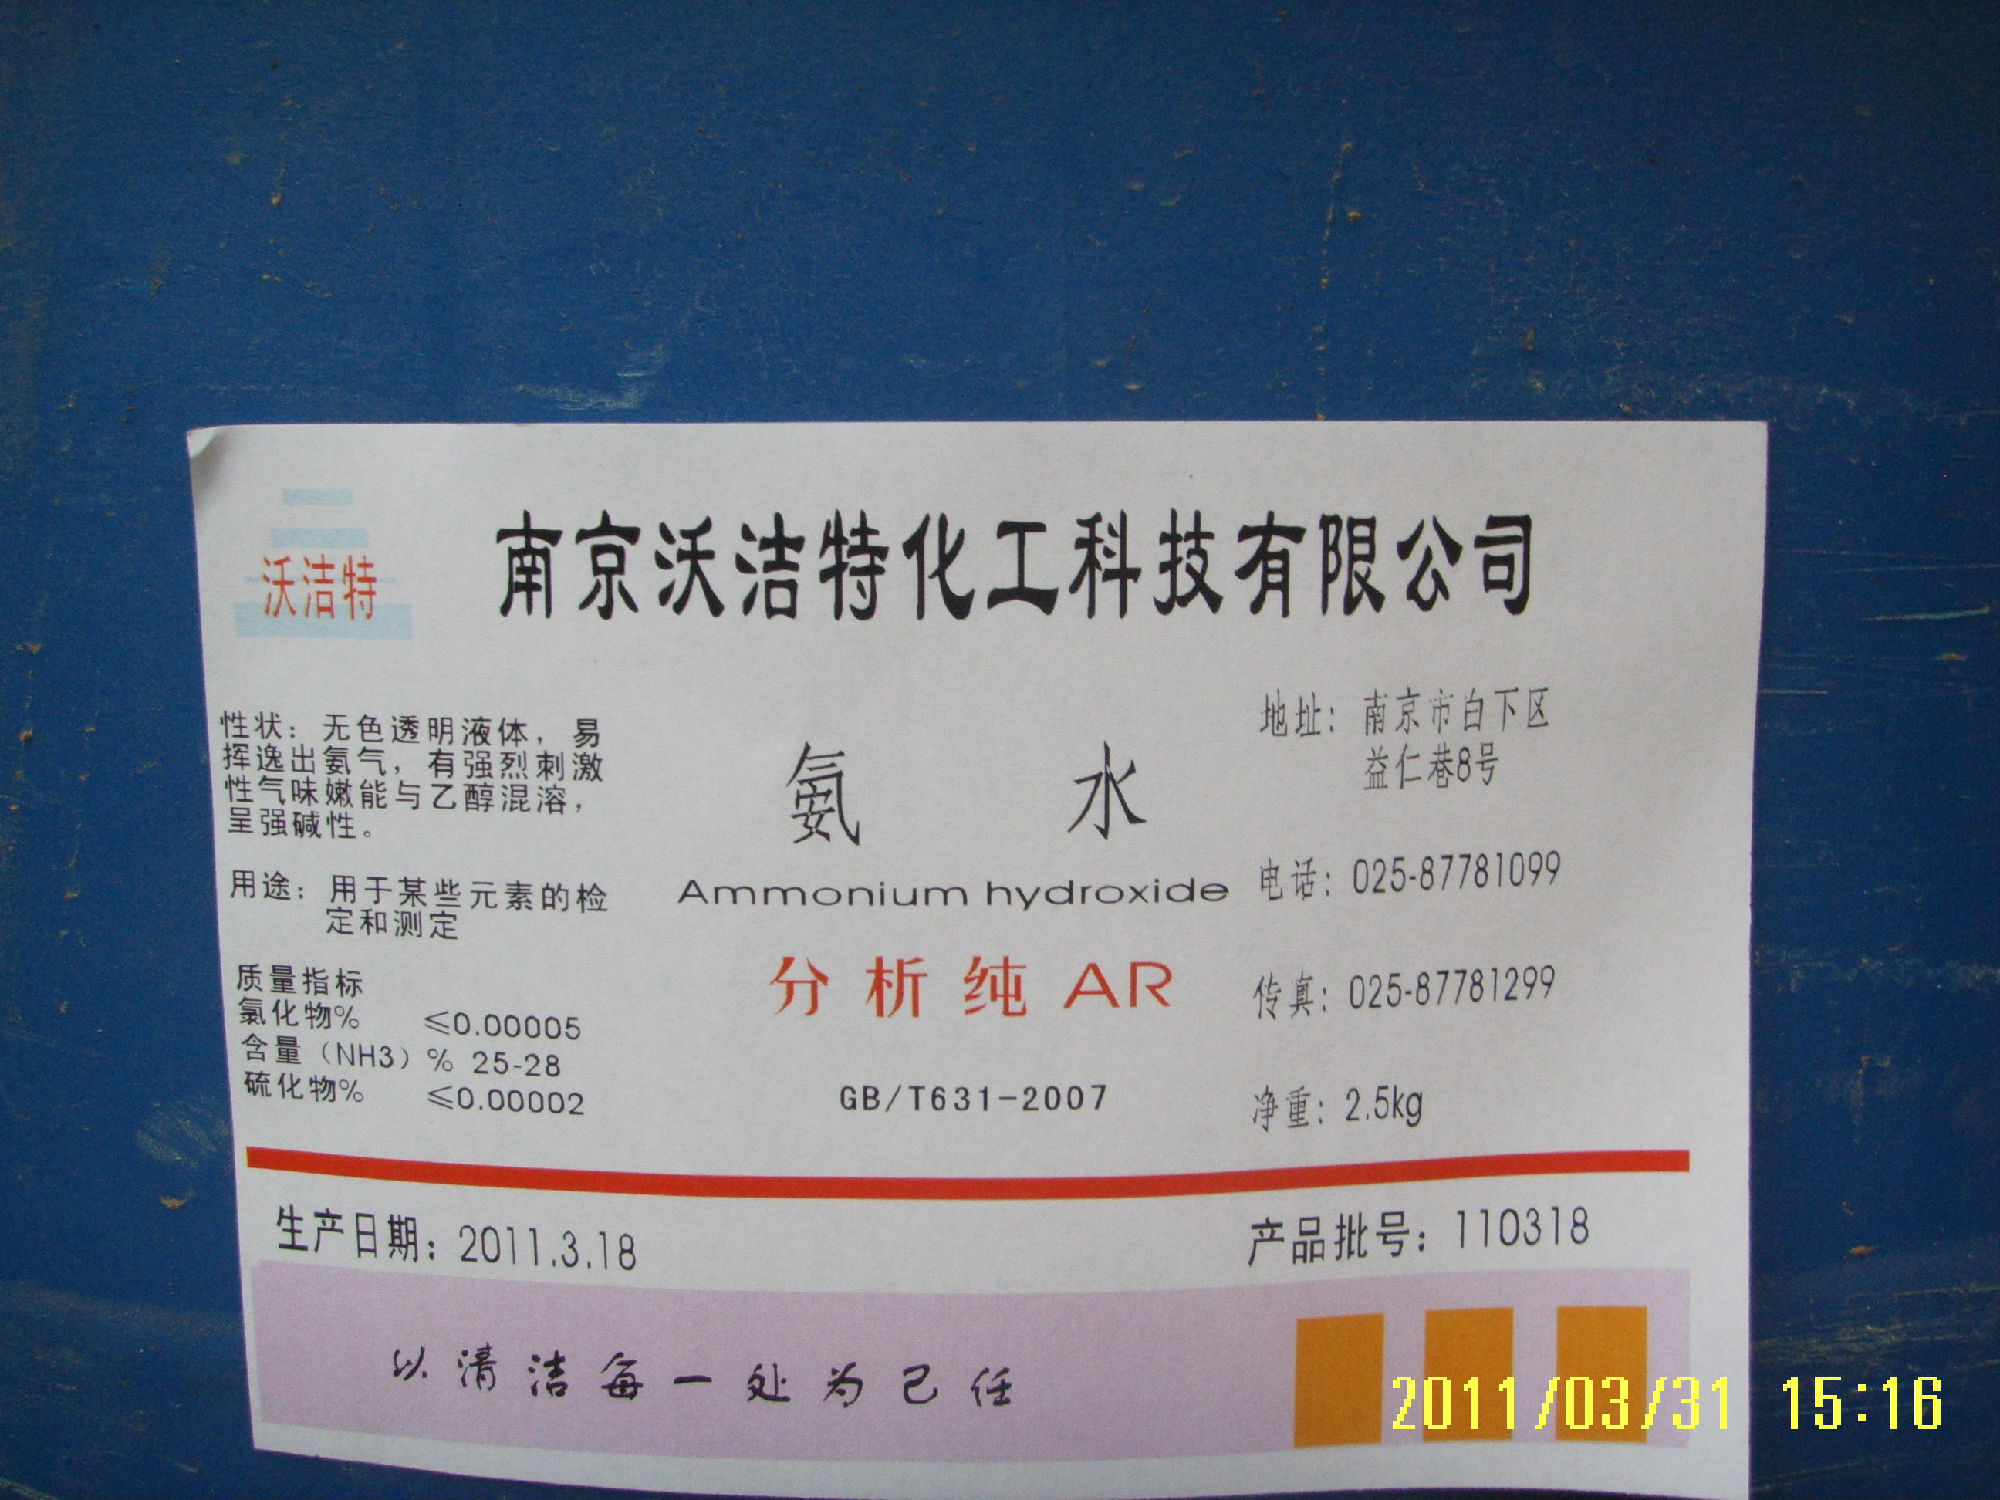 沃洁特
南京沃洁特化工科技有限公司
性状：无色透明液体，易
挥逸出氨气，有强烈刺激
性气味嫩能与乙醇混溶，
呈强碱性。
用途：用于某些元素的检
定和测定
质量指标
氯化物% ≤0.00005
含量（NH3）% 25-28
硫化物% ≤0.00002
氨 水
Ammonium hydroxide
分析纯 AR
GB/T631-2007
地址：南京市白下区
益仁巷8号
电话：025-87781099
传真：025-87781299
净重：2.5kg
生产日期：2011.3.18
产品批号：110318
以清洁每一处为己任
2011/03/31 15:16